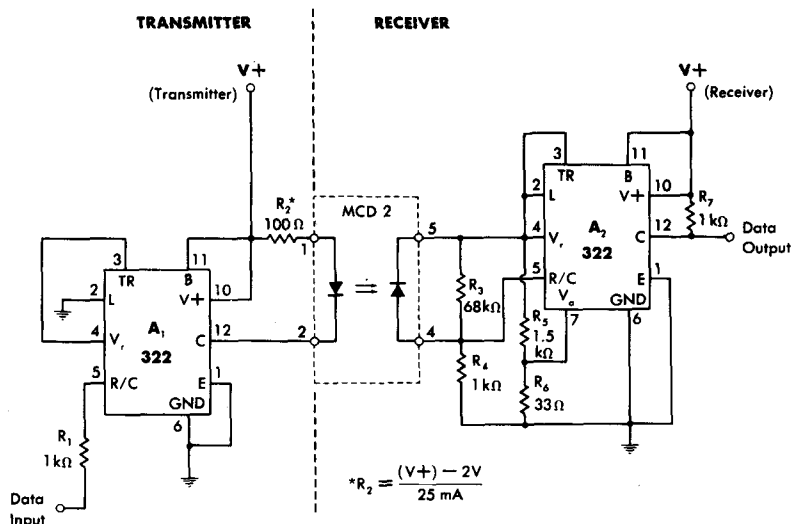 TRANSMITTER
RECEIVER
V+
(Transmitter)
V+
(Receiver)
R2*
100 Ω
MCD 2
1
2
5
4
3
TR
11
B
2
L
10
V+
4
Vr
A1
322
12
C
5
R/C
1
E
GND
6
R1
1kΩ
Data
Input
R3
68kΩ
R4
1kΩ
R5
1.5
kΩ
R6
33Ω
3
TR
11
B
2
L
10
V+
4
Vr
A2
322
12
C
5
R/C
1
E
Va
7
GND
6
R7
1kΩ
Data
Output
*R2 = (V+) − 2V
25 mA